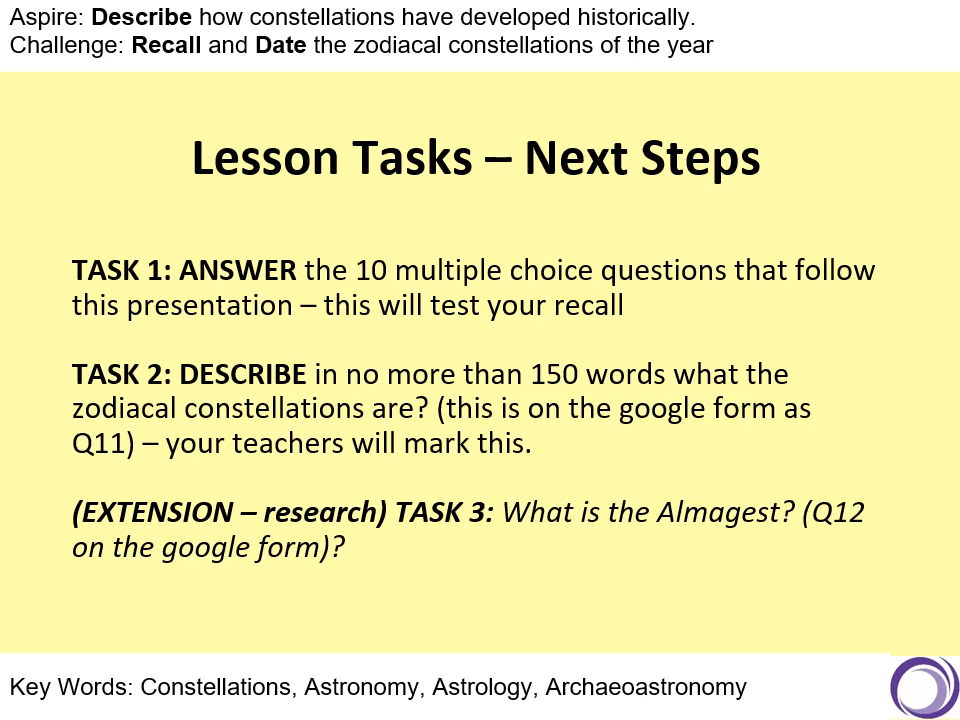 Aspire: Describe how constellations have developed historically.
Challenge: Recall and Date the zodiacal constellations of the year
Lesson Tasks – Next Steps
TASK 1: ANSWER the 10 multiple choice questions that follow
this presentation – this will test your recall
TASK 2: DESCRIBE in no more than 150 words what the
zodiacal constellations are? (this is on the google form as
Q11) – your teachers will mark this.
(EXTENSION – research) TASK 3: What is the Almagest? (Q12
on the google form)?
Key Words: Constellations, Astronomy, Astrology, Archaeoastronomy